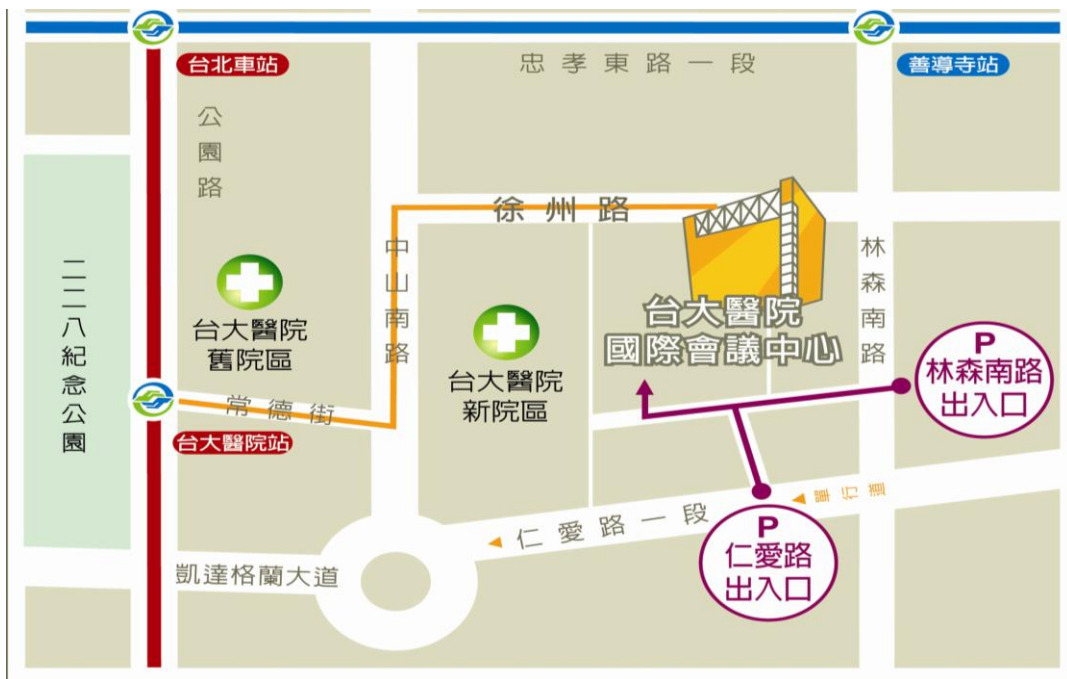 台北車站
忠孝東路一段
善導寺站
公園路
徐州路
中山南路
林森南路
二二八紀念公園
台大醫院
舊院區
台大醫院
國際會議中心
台大醫院
新院區
P
林森南路
出入口
常德街
台大醫院站
單行道
仁愛路一段
P
仁愛路
出入口
凱達格蘭大道